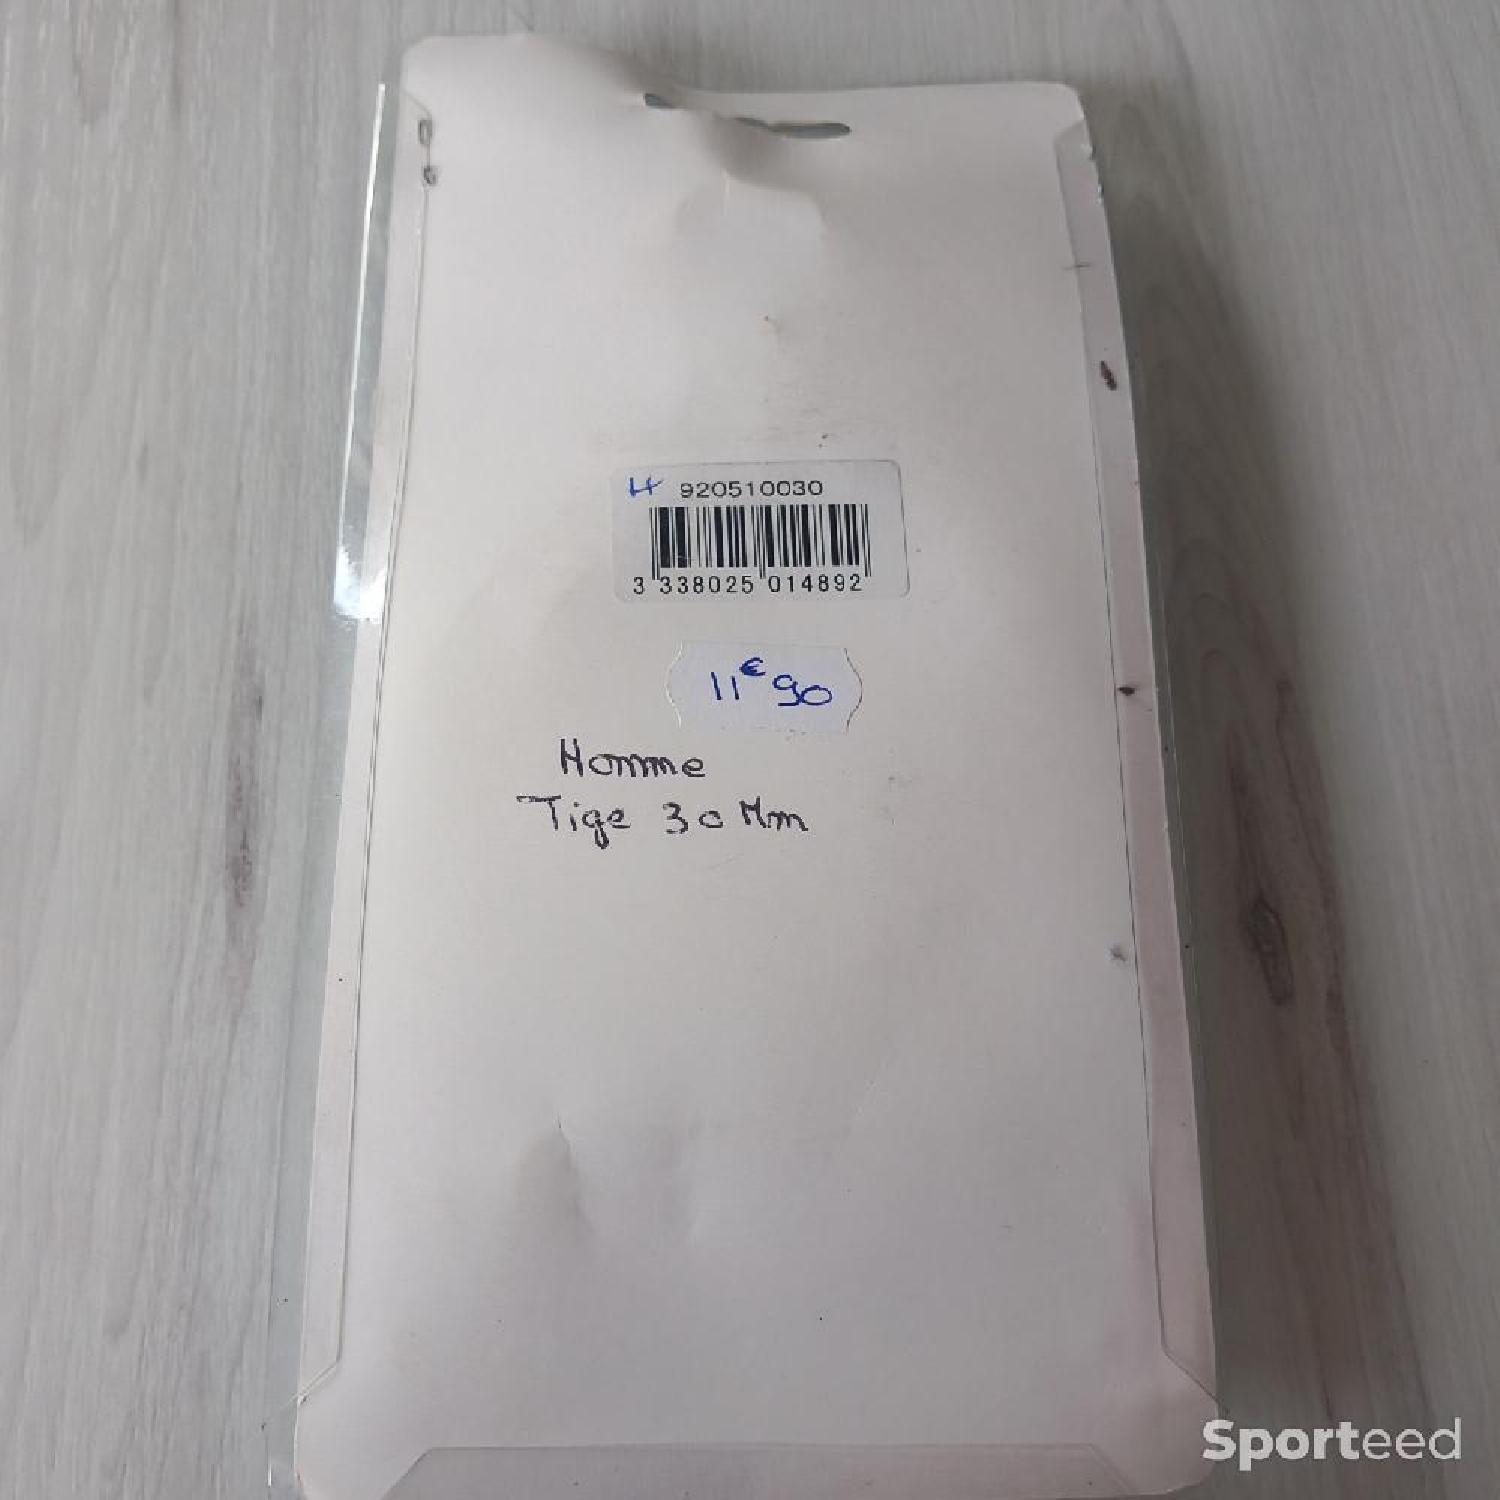 H 920510030
3 338025 014892
11€90
Homme
Tige 30 Mm
Sporteed